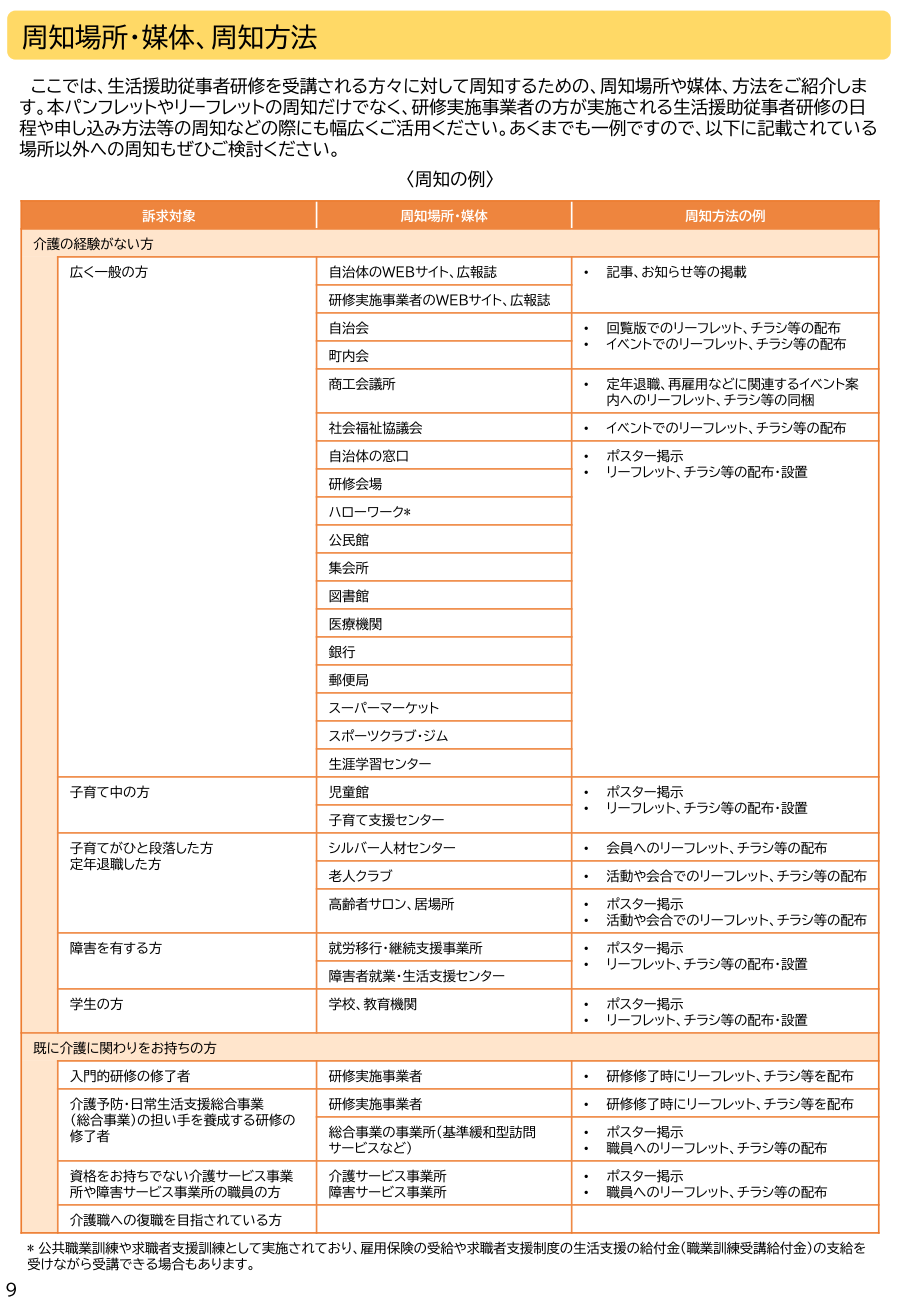 周知場所・媒体、周知方法
ここでは、生活援助従事者研修を受講される方々に対して周知するための、周知場所や媒体、方法をご紹介しま
す。本パンフレットやリーフレットの周知だけでなく、研修実施事業者の方が実施される生活援助従事者研修の日
程や申し込み方法等の周知などの際にも幅広くご活用ください。あくまでも一例ですので、以下に記載されている
場所以外への周知もぜひご検討ください。
〈周知の例〉
訴求対象 周知場所・媒体 周知方法の例
介護の経験がない方
広く一般の方 自治体のWEBサイト、広報誌 • 記事、お知らせ等の掲載
研修実施事業者のWEBサイト、広報誌
自治会 • 回覧版でのリーフレット、チラシ等の配布
• イベントでのリーフレット、チラシ等の配布
町内会
商工会議所 • 定年退職、再雇用などに関連するイベント案
内へのリーフレット、チラシ等の同梱
社会福祉協議会 • イベントでのリーフレット、チラシ等の配布
自治体の窓口 • ポスター掲示
• リーフレット、チラシ等の配布・設置
研修会場
ハローワーク*
公民館
集会所
図書館
医療機関
銀行
郵便局
スーパーマーケット
スポーツクラブ・ジム
生涯学習センター
子育て中の方 児童館 • ポスター掲示
• リーフレット、チラシ等の配布・設置
子育て支援センター
子育てがひと段落した方 シルバー人材センター • 会員へのリーフレット、チラシ等の配布
定年退職した方
老人クラブ • 活動や会合でのリーフレット、チラシ等の配布
高齢者サロン、居場所 • ポスター掲示
• 活動や会合でのリーフレット、チラシ等の配布
障害を有する方 就労移行・継続支援事業所 • ポスター掲示
• リーフレット、チラシ等の配布・設置
障害者就業・生活支援センター
学生の方 学校、教育機関 • ポスター掲示
• リーフレット、チラシ等の配布・設置
既に介護に関わりをお持ちの方
入門的研修の修了者 研修実施事業者 • 研修修了時にリーフレット、チラシ等を配布
介護予防・日常生活支援総合事業 研修実施事業者 • 研修修了時にリーフレット、チラシ等を配布
（総合事業）の担い手を養成する研修の
修了者
総合事業の事業所（基準緩和型訪問 • ポスター掲示
サービスなど） • 職員へのリーフレット、チラシ等の配布
資格をお持ちでない介護サービス事業 介護サービス事業所 • ポスター掲示
所や障害サービス事業所の職員の方 障害サービス事業所 • 職員へのリーフレット、チラシ等の配布
介護職への復職を目指されている方
* 公共職業訓練や求職者支援訓練として実施されており、雇用保険の受給や求職者支援制度の生活支援の給付金（職業訓練受講給付金）の支給を
受けながら受講できる場合もあります。
9